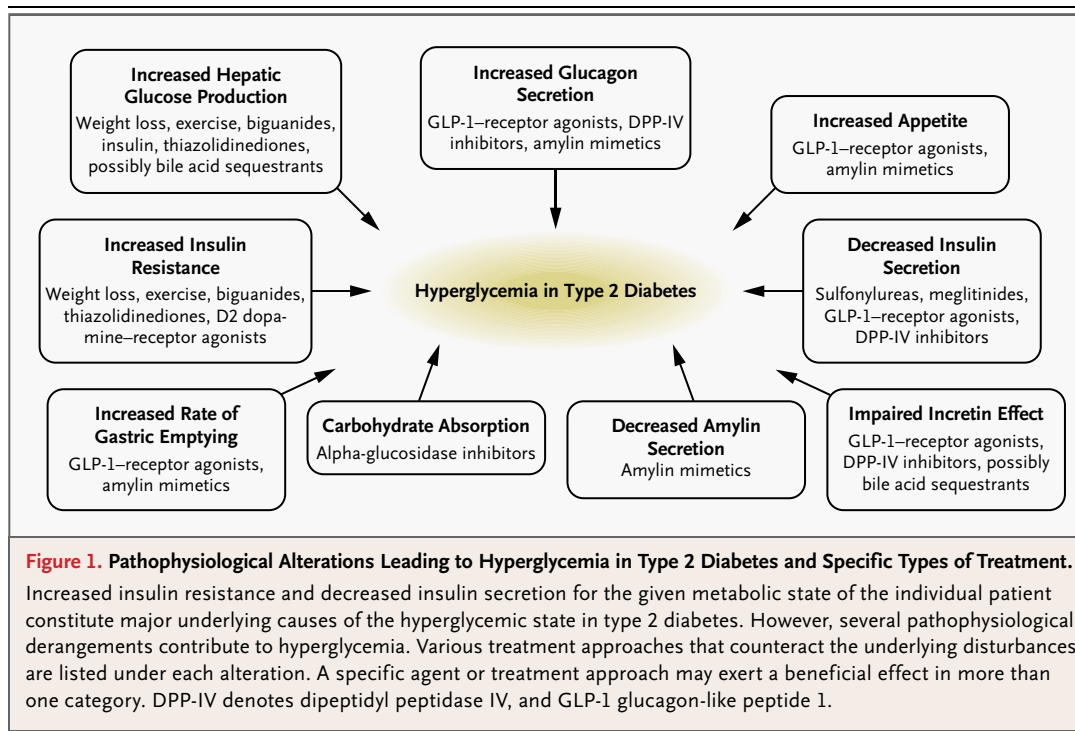 Increased Hepatic
Glucose Production
Weight loss, exercise, biguanides,
insulin, thiazolidinediones,
possibly bile acid sequestrants
Increased Glucagon
Secretion
GLP-1–receptor agonists, DPP-IV
inhibitors, amylin mimetics
Increased Appetite
GLP-1–receptor agonists,
amylin mimetics
Increased Insulin
Resistance
Weight loss, exercise, biguanides,
thiazolidinediones, D2 dopa-
mine–receptor agonists
Hyperglycemia in Type 2 Diabetes
Decreased Insulin
Secretion
Sulfonylureas, meglitinides,
GLP-1–receptor agonists,
DPP-IV inhibitors
Increased Rate of
Gastric Emptying
GLP-1–receptor agonists,
amylin mimetics
Carbohydrate Absorption
Alpha-glucosidase inhibitors
Decreased Amylin
Secretion
Amylin mimetics
Impaired Incretin Effect
GLP-1–receptor agonists,
DPP-IV inhibitors, possibly
bile acid sequestrants
Figure 1. Pathophysiological Alterations Leading to Hyperglycemia in Type 2 Diabetes and Specific Types of Treatment.
Increased insulin resistance and decreased insulin secretion for the given metabolic state of the individual patient
constitute major underlying causes of the hyperglycemic state in type 2 diabetes. However, several pathophysiological
derangements contribute to hyperglycemia. Various treatment approaches that counteract the underlying disturbances
are listed under each alteration. A specific agent or treatment approach may exert a beneficial effect in more than
one category. DPP-IV denotes dipeptidyl peptidase IV, and GLP-1 glucagon-like peptide 1.